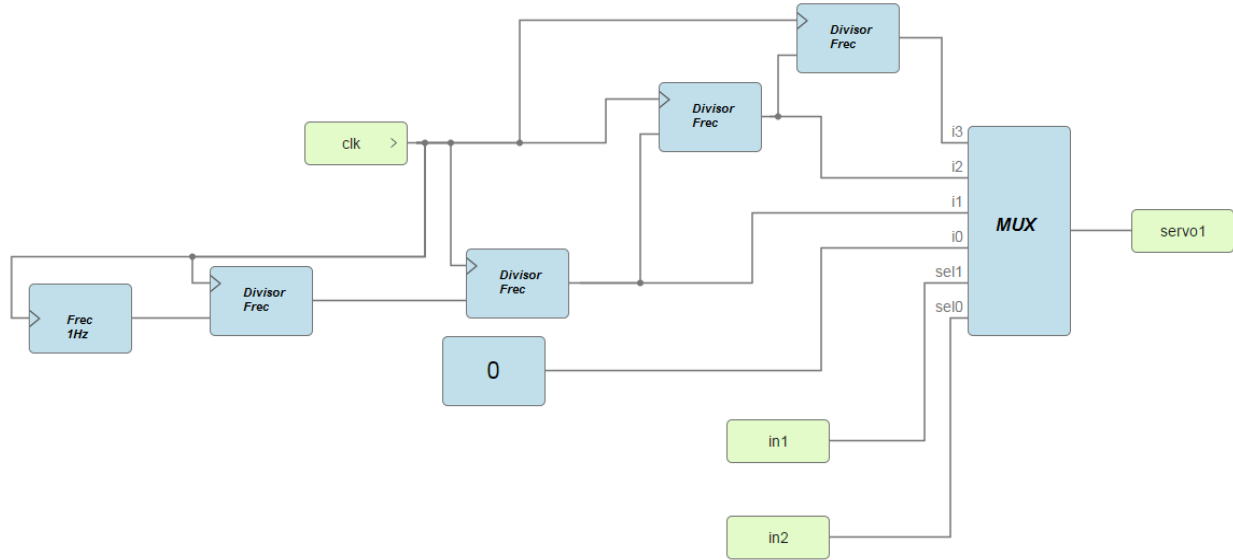 Divisor
Frec
Divisor
Frec
clk
i3
i2
i1
i0
sel1
sel0
MUX
servo1
Divisor
Frec
Divisor
Frec
Frec
1Hz
0
in1
in2